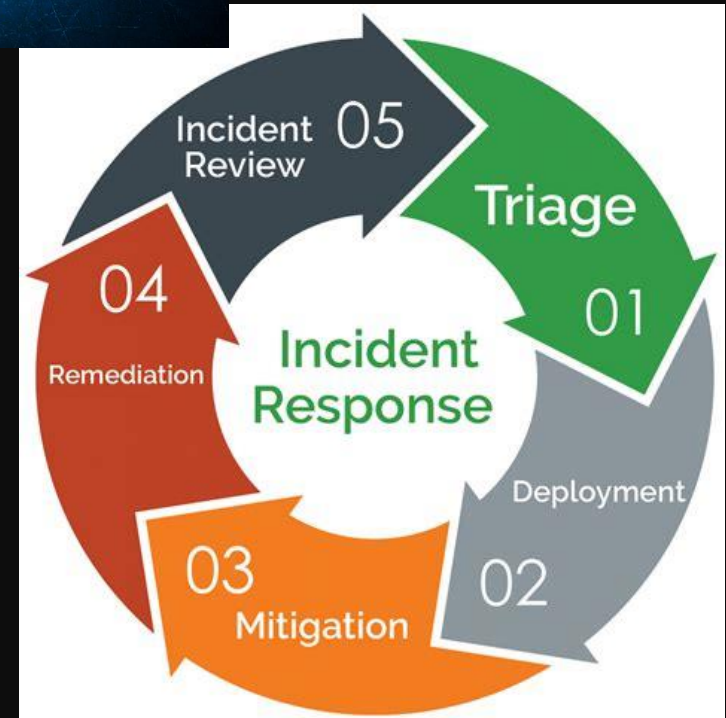 Incident
Response
Triage
01
Deployment
02
03
Mitigation
04
Remediation
Incident 05
Review